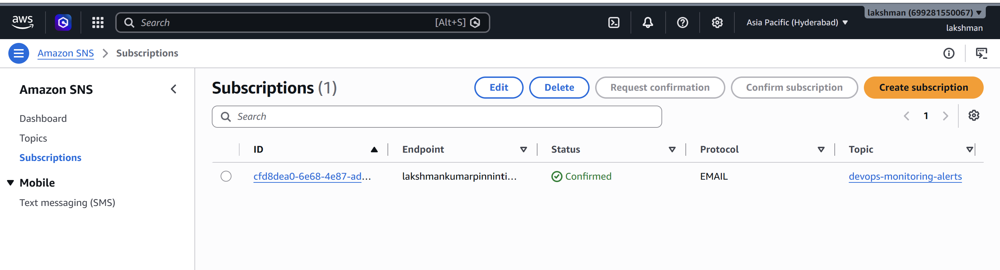 aws
Search
[Alt+S]
Asia Pacific (Hyderabad)
lakshman (699281550067)
lakshman
Amazon SNS
Subscriptions
Amazon SNS
Dashboard
Topics
Subscriptions
Mobile
Text messaging (SMS)
Subscriptions (1)
Edit
Delete
Request confirmation
Confirm subscription
Create subscription
Search
1
ID
Endpoint
Status
Protocol
Topic
cfd8dea0-6e68-4e87-ad...
lakshmankumarpinninti...
Confirmed
EMAIL
devops-monitoring-alerts